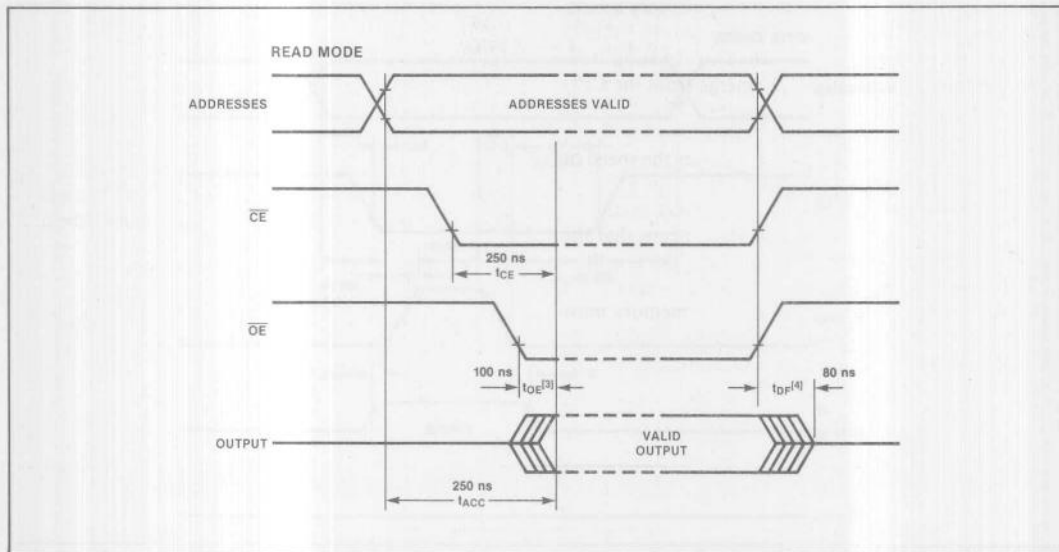 READ MODE
ADDRESSES
ADDRESSES VALID
CE
250 ns
tCE
OE
100 ns
tOE[3]
tDF[4]
80 ns
OUTPUT
VALID
OUTPUT
250 ns
tACC